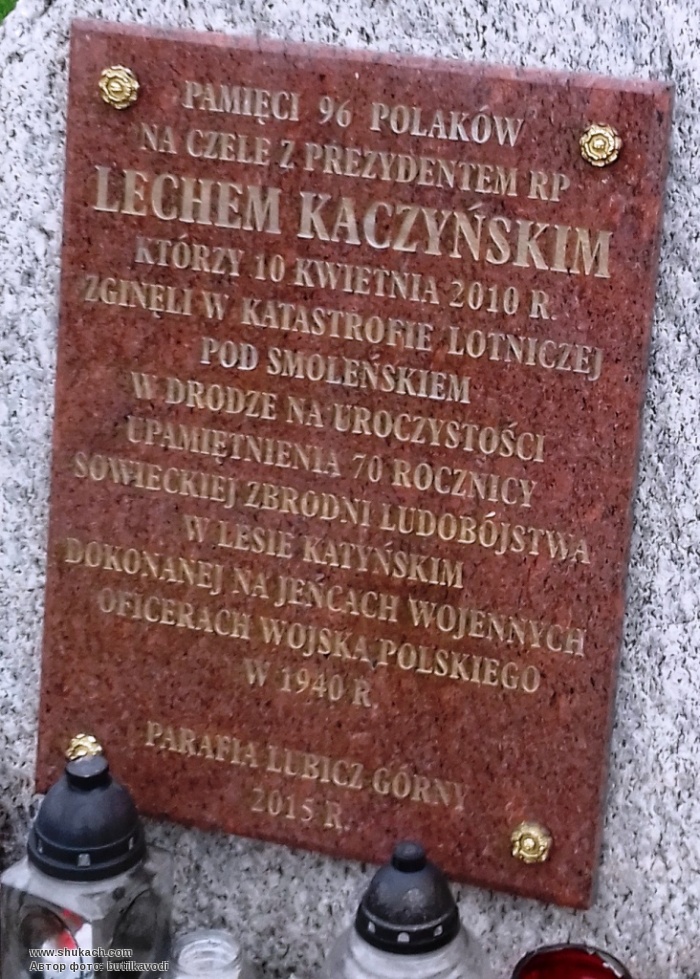 PAMIĘCI 96 POLAKÓW
NA CZELE Z PREZYDENTEM RP
LECHEM KACZYŃSKIM
KTÓRZY 10 KWIETNIA 2010 R.
ZGINĘLI W KATASTROFIE LOTNICZEJ
POD SMOLEŃSKIEM
W DRODZE NA UROCZYSTOŚCI
UPAMIĘTNIENIA 70 ROCZNICY
SOWIECKIEJ ZBRODNI LUDOBÓJSTWA
W LESIE KATYŃSKIM
DOKONANEJ NA JEŃCACH WOJENNYCH
OFICERACH WOJSKA POLSKIEGO
W 1940 R.
PARAFIA LUBICZ GÓRNY
2015 R.
www.shukach.com
Автор фото: butilkavodi